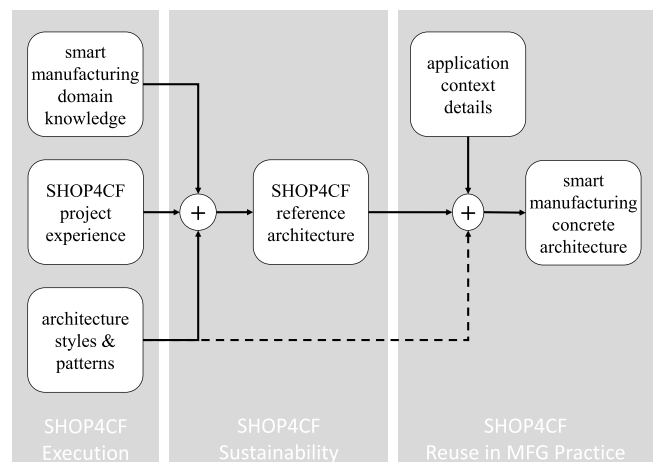 smart
manufacturing
domain
knowledge
SHOP4CF
project
experience
architecture
styles &
patterns
+
SHOP4CF
reference
architecture
application
context
details
+
smart
manufacturing
concrete
architecture
SHOP4CF
Execution
SHOP4CF
Sustainability
SHOP4CF
Reuse in MFG Practice